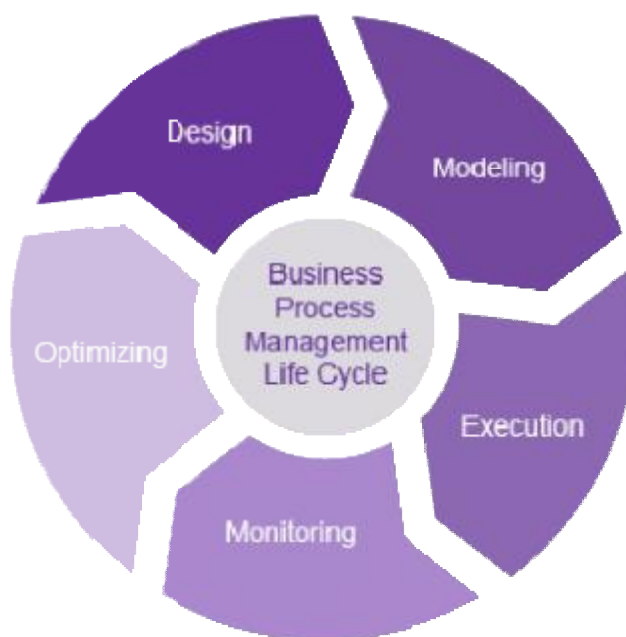 Design
Modeling
Business
Process
Management
Life Cycle
Optimizing
Execution
Monitoring